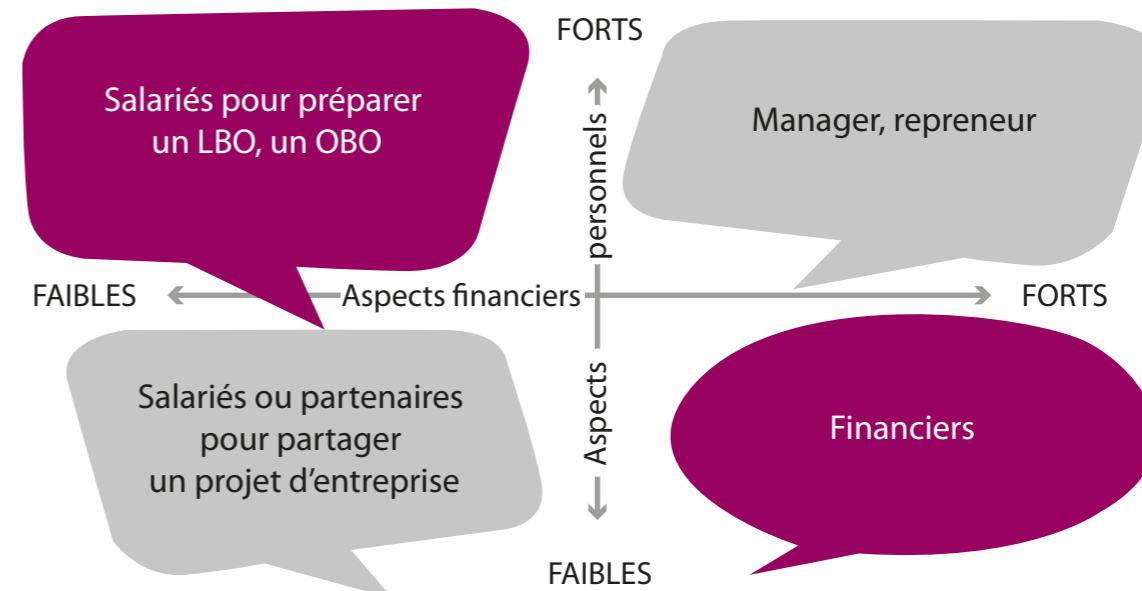 FORTS
Salariés pour préparer
un LBO, un OBO
Manager, repreneur
Aspects personnels
FAIBLES
Aspects financiers
FORTS
Salariés ou partenaires
pour partager
un projet d’entreprise
Financiers
FAIBLES